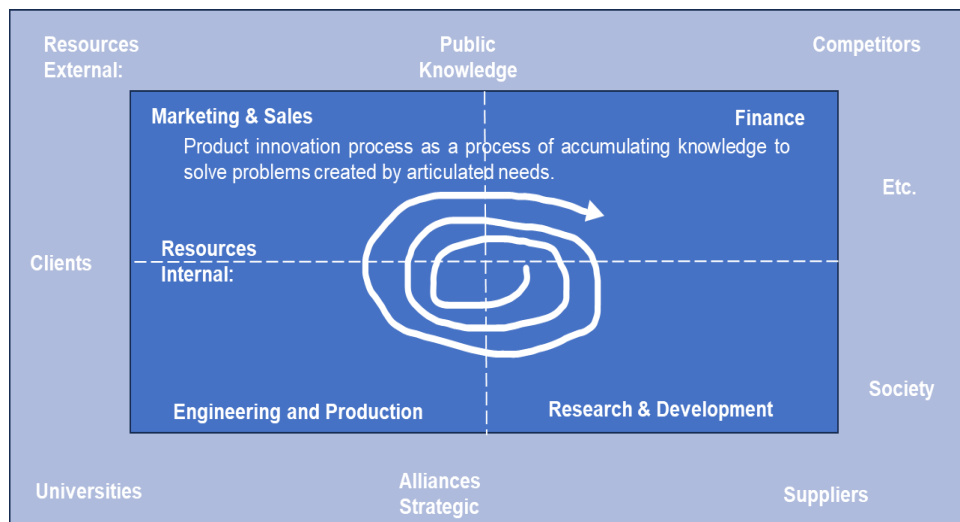 Resources
External:
Public
Knowledge
Competitors
Marketing & Sales
Finance
Product innovation process as a process of accumulating knowledge to
solve problems created by articulated needs.
Etc.
Resources
Internal:
Clients
Society
Engineering and Production
Research & Development
Universities
Alliances
Strategic
Suppliers